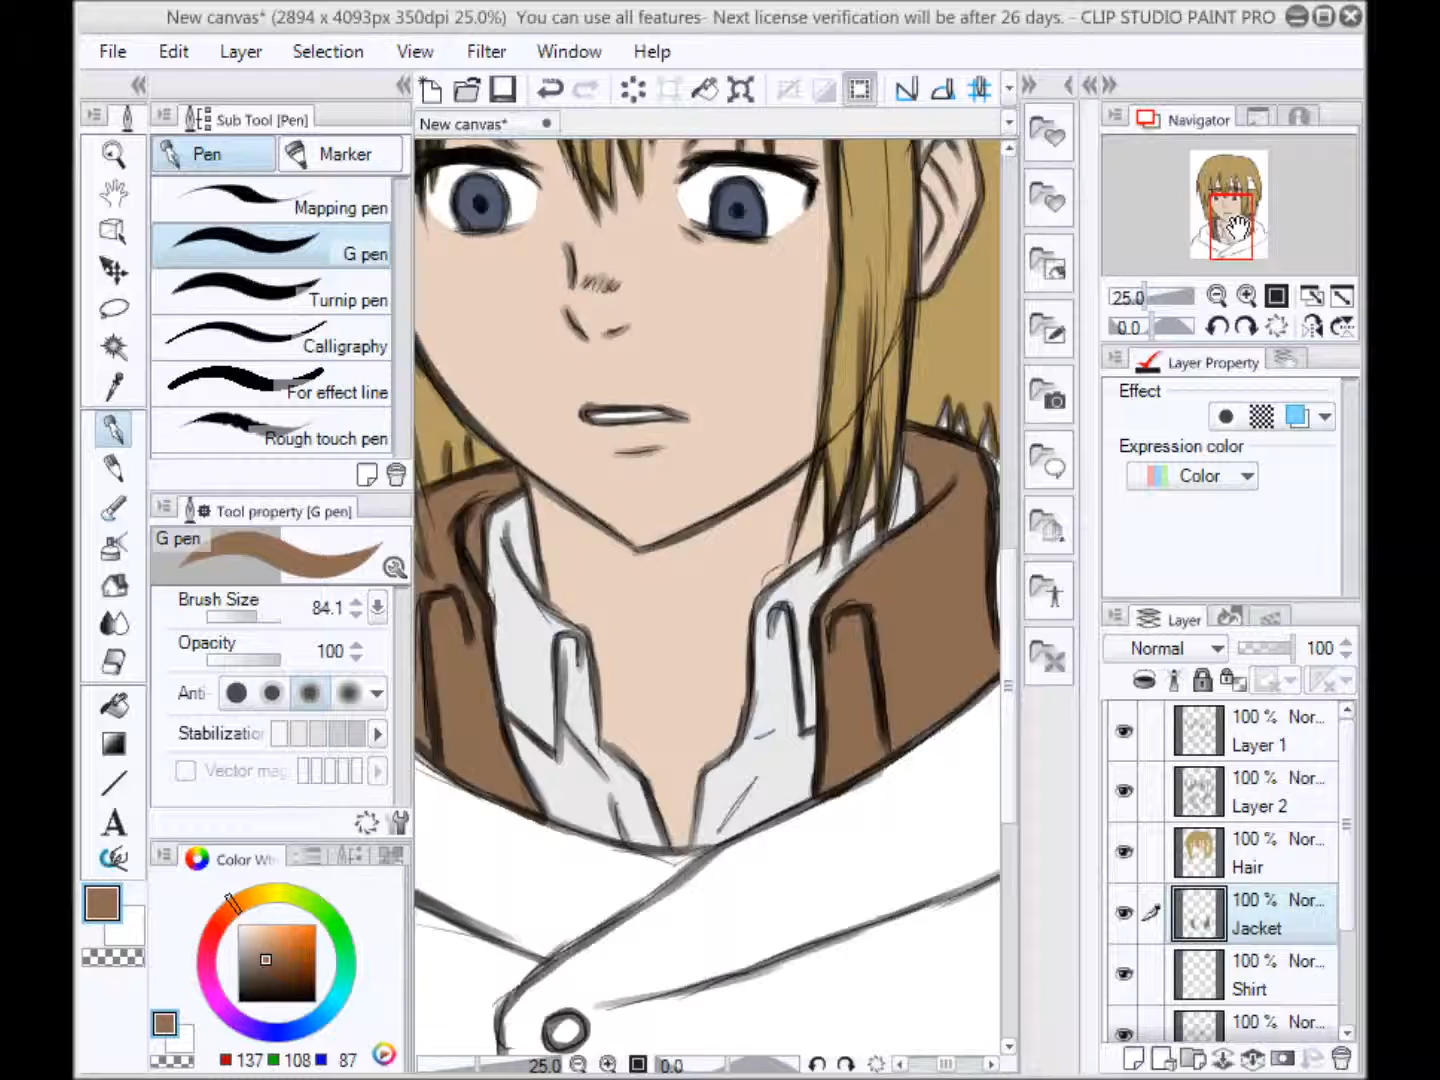 New canvas* (2894 x 4093px 350dpi 25.0%) You can use all features- Next license verification will be after 26 days. - CLIP STUDIO PAINT PRO
File Edit Layer Selection View Filter Window Help
Sub Tool [Pen]
Pen Marker
Mapping pen
G pen
Turnip pen
Calligraphy
For effect line
Rough touch pen
Tool property [G pen]
G pen
Brush Size 84.1
Opacity 100
Anti-
Stabilization
Vector mag
A
Color Wh
137 108 87
New canvas*
25.0 0.0
Navigator
25.0
0.0
Layer Property
Effect
Expression color
Color
Layer
Normal 100
100 % Nor...
Layer 1
100 % Nor...
Layer 2
100 % Nor...
Hair
100 % Nor...
Jacket
100 % Nor...
Shirt
100 % Nor...